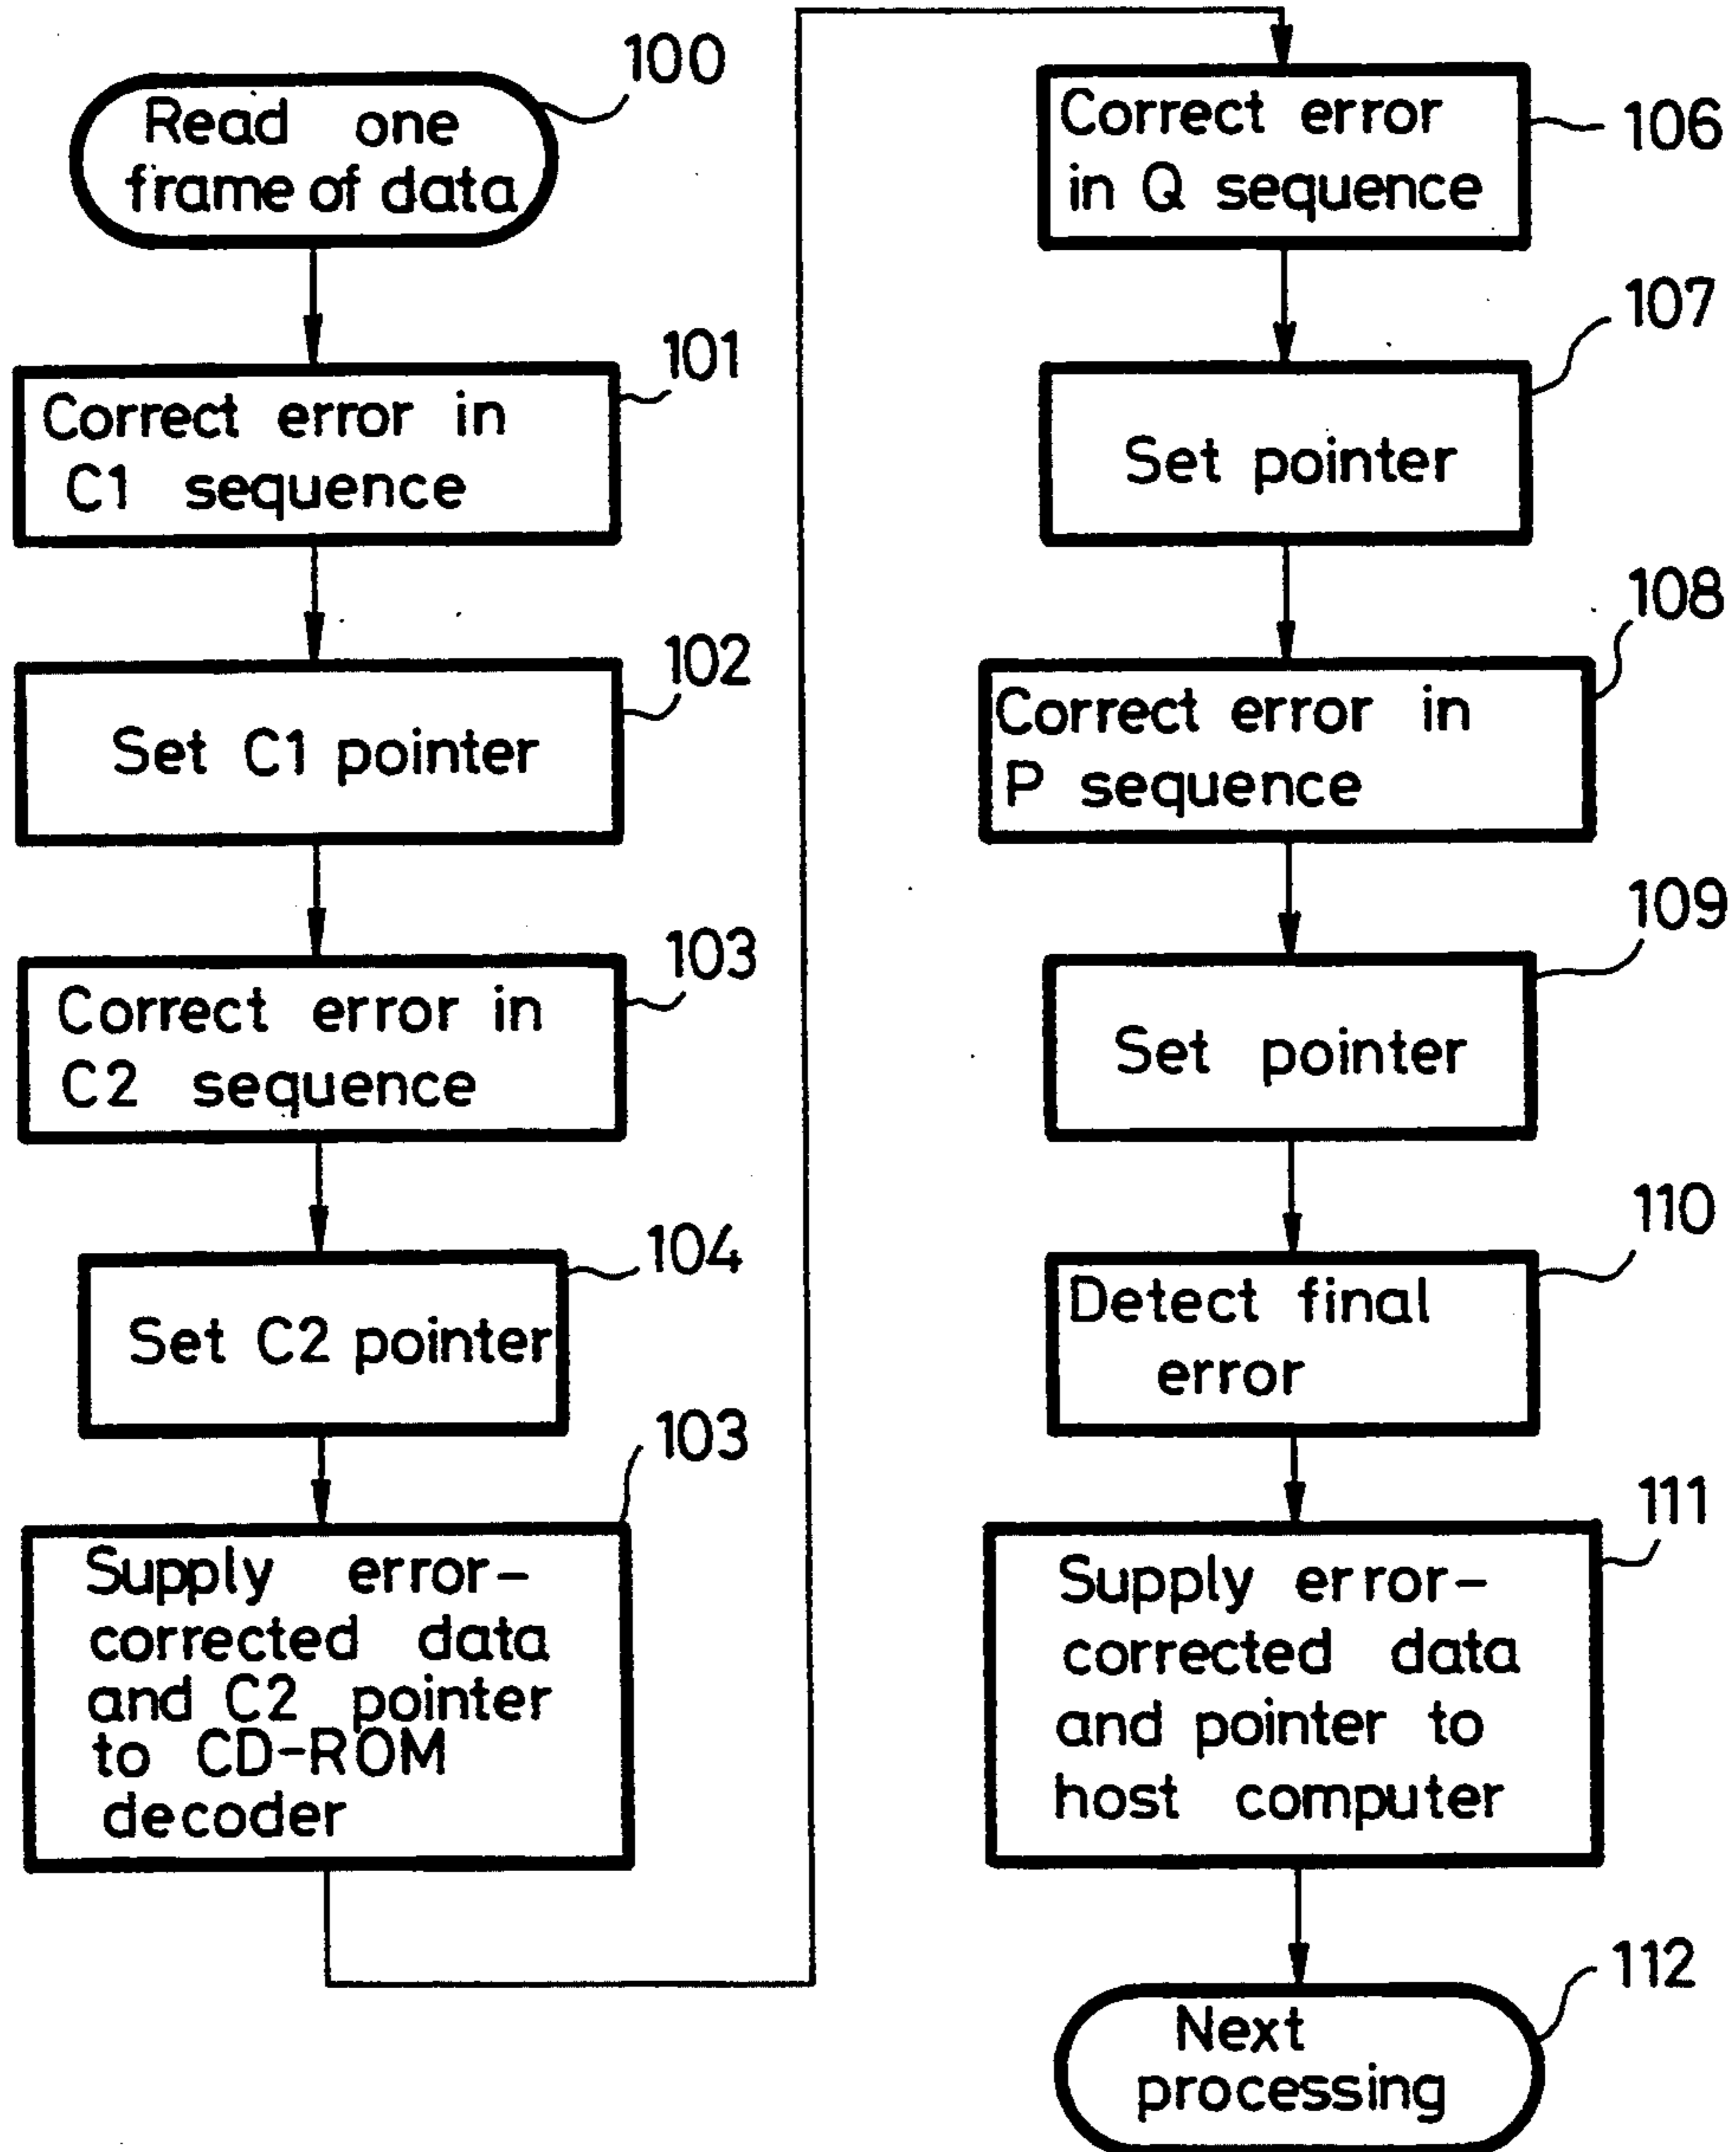 100
Read one
frame of data
101
Correct error in
C1 sequence
102
Set C1 pointer
103
Correct error in
C2 sequence
104
Set C2 pointer
103
Supply error-
corrected data
and C2 pointer
to CD-ROM
decoder
106
Correct error
in Q sequence
107
Set pointer
108
Correct error in
P sequence
109
Set pointer
110
Detect final
error
111
Supply error-
corrected data
and pointer to
host computer
112
Next
processing